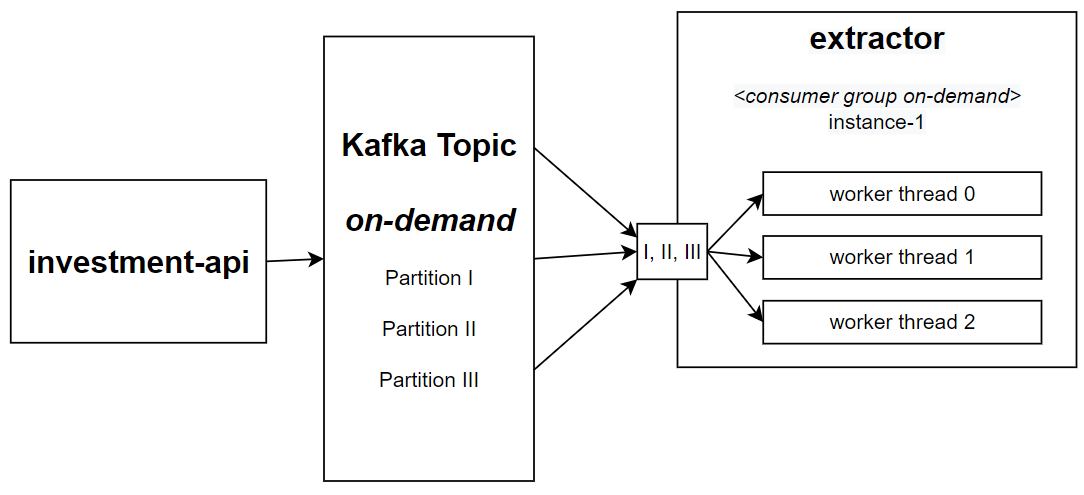 investment-api
Kafka Topic
on-demand
Partition I
Partition II
Partition III
I, II, III
extractor
<consumer group on-demand>
instance-1
worker thread 0
worker thread 1
worker thread 2